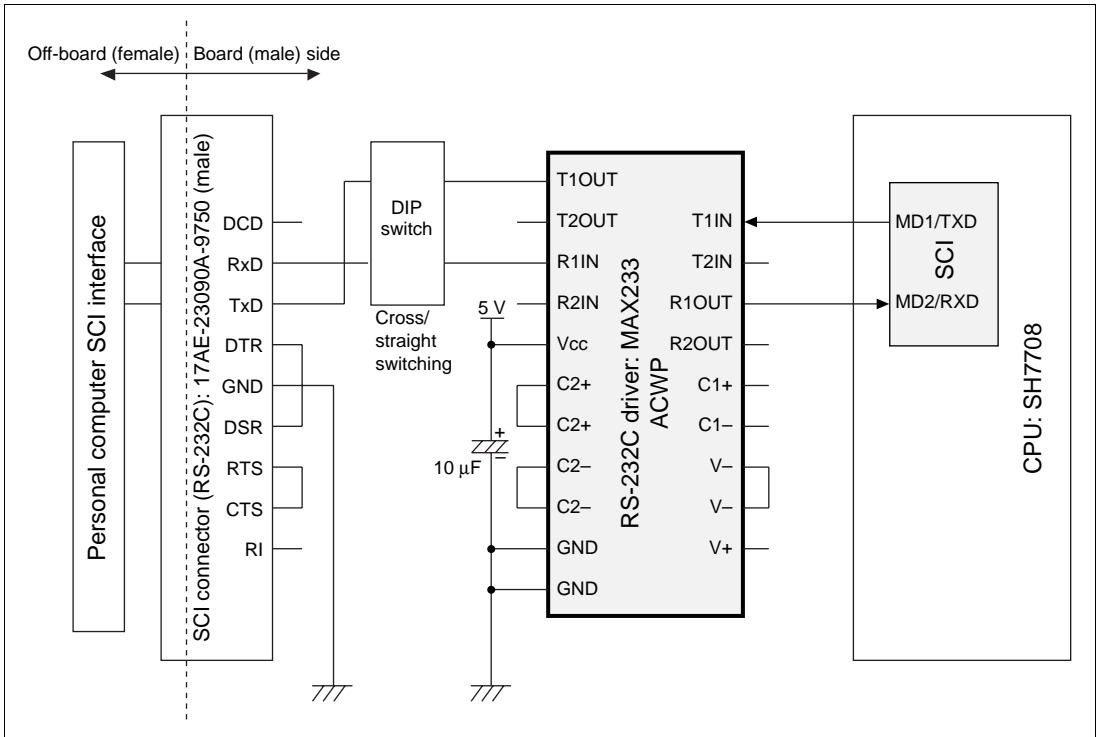 Off-board (female)
Board (male) side
Personal computer SCI interface
SCI connector (RS-232C): 17AE-23090A-9750 (male)
DCD
RxD
TxD
DTR
GND
DSR
RTS
CTS
RI
DIP
switch
Cross/
straight
switching
5 V
+
−
10 µF
T1OUT
T2OUT
R1IN
R2IN
Vcc
C2+
C2+
C2–
C2–
GND
GND
RS-232C driver: MAX233
ACWP
T1IN
T2IN
R1OUT
R2OUT
C1+
C1–
V–
V–
V+
MD1/TXD
SCI
MD2/RXD
CPU: SH7708